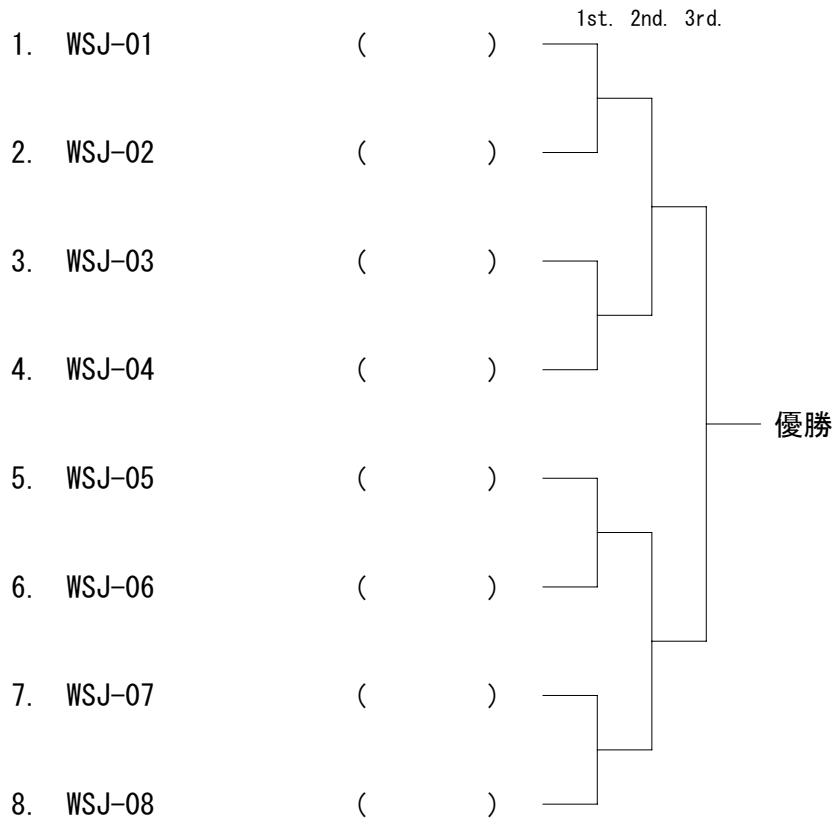 1st. 2nd. 3rd.
1. WSJ-01 ( )
2. WSJ-02 ( )
3. WSJ-03 ( )
4. WSJ-04 ( )
優勝
5. WSJ-05 ( )
6. WSJ-06 ( )
7. WSJ-07 ( )
8. WSJ-08 ( )